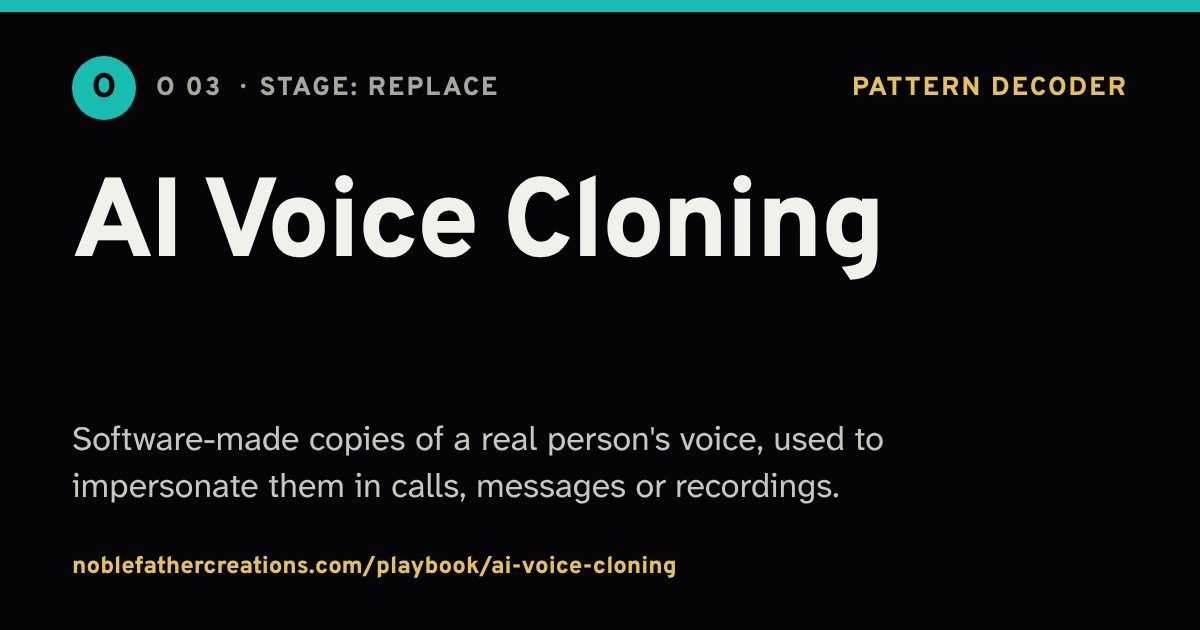 O
O 03 · STAGE: REPLACE
PATTERN DECODER
AI Voice Cloning
Software-made copies of a real person's voice, used to
impersonate them in calls, messages or recordings.
noblefathercreations.com/playbook/ai-voice-cloning